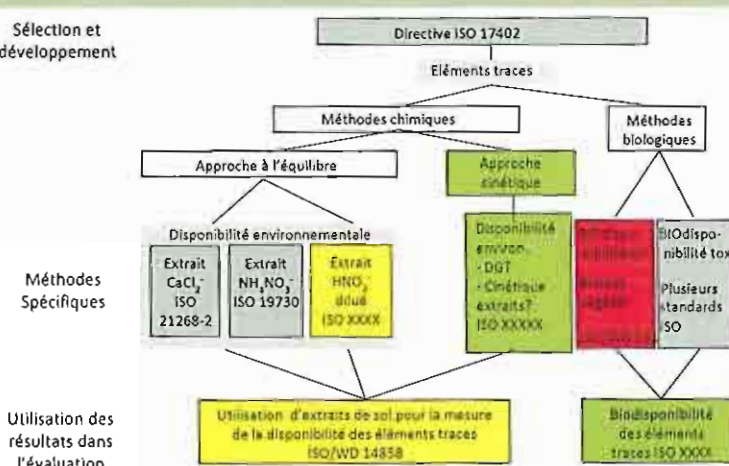 Sélection et
développement
Directive ISO 17402
Eléments traces
Méthodes chimiques
Méthodes
biologiques
Approche à l'équilibre
Approche
cinétique
Disponibilité environnementale
Méthodes
Spécifiques
Extrait
CaCl₂-
ISO
21268-2
Extrait
NH₄NO₃-
ISO 19730
Extrait
HNO₃
dilué
ISO XXXX
Disponibilité
environ.
- DGT
- Cinétique
extraits?
ISO XXXXX
BIOdispo-
nibilité tox
Plusieurs
standards
ISO
Utilisation des
résultats dans
l'évaluation
Utilisation d'extraits de sol pour la mesure
de la disponibilité des éléments traces
ISO/WD 14858
Biodisponibilité
des éléments
traces ISO XXXX